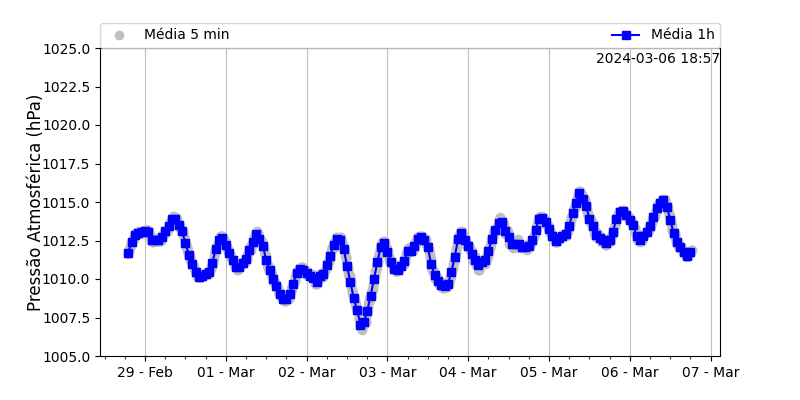 Média 5 min
Média 1h
2024-03-06 18:57
Pressão Atmosférica (hPa)
1025.0
1022.5
1020.0
1017.5
1015.0
1012.5
1010.0
1007.5
1005.0
29 - Feb
01 - Mar
02 - Mar
03 - Mar
04 - Mar
05 - Mar
06 - Mar
07 - Mar